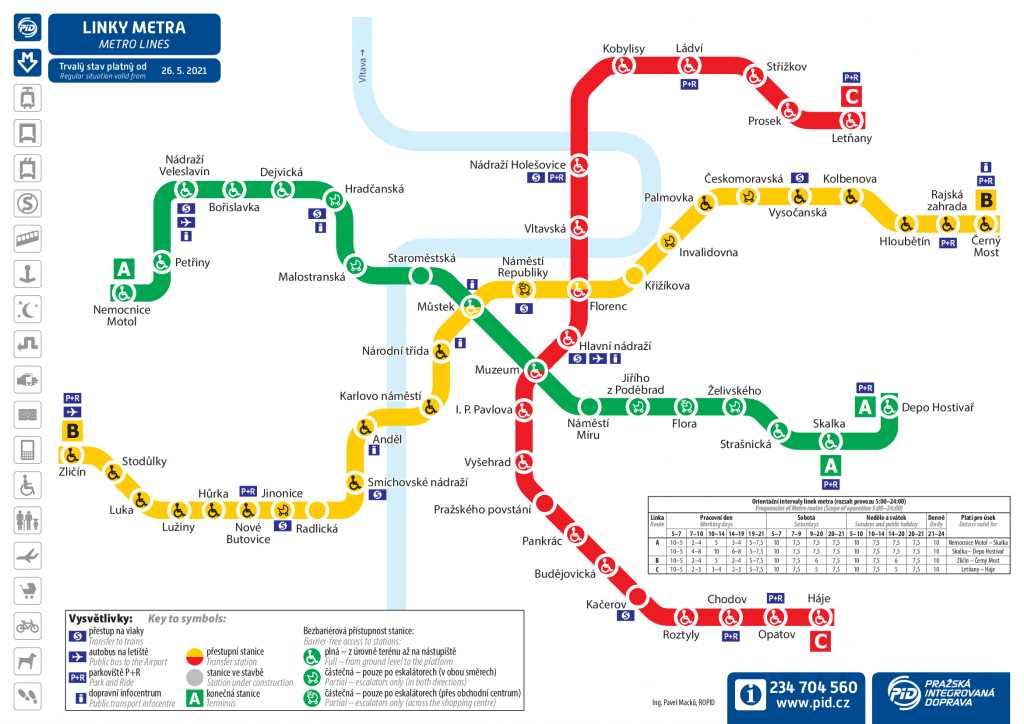 PID
LINKY METRA
METRO LINES
Trvalý stav platný od
Regular situation valid from
26. 5. 2021
Vltava →
Kobylisy
Ládví
P+R
Střížkov
Prosek
P+R
C
Letňany
Nádraží Holešovice
S P+R
Vltavská
Nádraží
Veleslavín
S
i
Bořislavka
Dejvická
Hradčanská
S
i
Petřiny
A
Nemocnice
Motol
Malostranská
Staroměstská
Můstek
i
Náměstí
Republiky
S
Florenc
Křižíkova
Invalidovna
Palmovka
Českomoravská
S
Vysočanská
Kolbenova
Hloubětín
Rajská
zahrada
P+R
i
P+R
B
Černý
Most
Hlavní nádraží
S i
Muzeum
Národní třída
i
Karlovo náměstí
Anděl
i
Smíchovské nádraží
S
Radlická
Jinonice
S
P+R
Nové
Butovice
Hůrka
Lužiny
Luka
Stodůlky
P+R
B
Zličín
I. P. Pavlova
Vyšehrad
Pražského povstání
Pankrác
Budějovická
Kačerov
S
Roztyly
Chodov
P+R
Opatov
P+R
Háje
C
Náměstí
Míru
Jiřího
z Poděbrad
Flora
Želivského
Strašnická
Skalka
A
P+R
P+R
A
Depo Hostivař
Orientační intervaly linek metra (rozsah provozu 5:00–24:00)
Frequencies of Metro routes (Scope of operation 5:00–24:00)
Linka Pracovní den Sobota Neděle a svátek Denně Platí pro úsek
Route Working days Saturdays Sundays and public holiday Daily Data is valid for
5–7 7–10 10–14 14–19 19–21 5–7 7–9 9–20 20–21 5–10 10–14 14–20 20–21 21–24
A 10–5 2–4 5 3–4 5–7,5 10 7,5 7,5 7,5 10 7,5 7,5 7,5 10 Nemocnice Motol – Skalka
10–5 4–8 10 6–8 5–7,5 10 7,5 7,5 7,5 10 7,5 7,5 7,5 10 Skalka – Depo Hostivař
B 10–5 2–4 5 2–4 5–7,5 10 7,5 6 7,5 10 7,5 6 7,5 10 Zličín – Černý Most
C 10–5 2–3 3–4 2–3 5–7,5 10 7,5 5 7,5 10 7,5 5 7,5 10 Letňany – Háje
Vysvětlivky: Key to symbols:
S přestup na vlaky
Transfer to trains
autobus na letiště
Public bus to the Airport
P+R parkoviště P+R
Park and Ride
i dopravní infocentrum
Public transport infocentre
přestupní stanice
Transfer station
stanice ve stavbě
Station under construction
A konečná stanice
Terminus
Bezbariérová přístupnost stanice:
Barrier-free access to stations:
plná – z úrovně terénu až na nástupiště
Full – from ground level to the platform
částečná – pouze po eskalátorech (v obou směrech)
Partial – escalators only (in both directions)
částečná – pouze po eskalátorech (přes obchodní centrum)
Partial – escalators only (across the shopping centre)
Ing. Pavel Macků, ROPID
i 234 704 560
www.pid.cz
PID
PRAŽSKÁ
INTEGROVANÁ
DOPRAVA